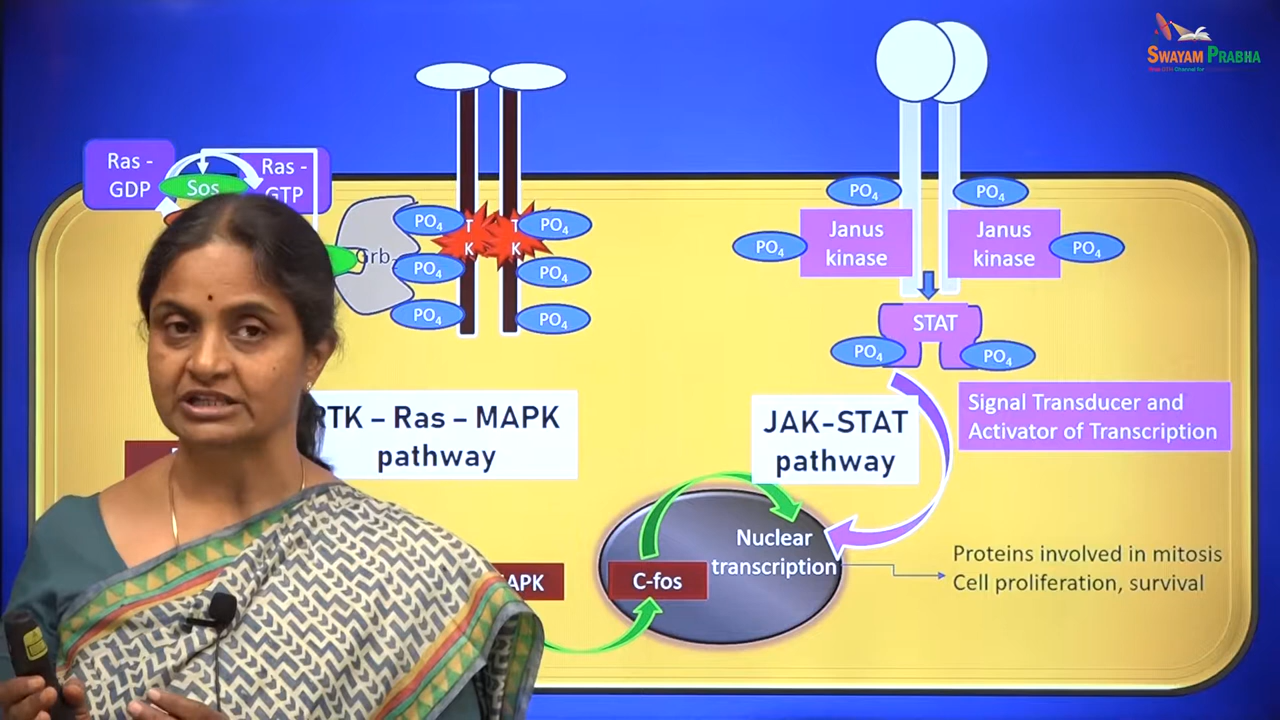 SWAYAM PRABHA
Ras -
GDP
Sos
Ras -
GTP
Grb2
PO4
PO4
PO4
T
K
T
K
PO4
PO4
PO4
RTK – Ras – MAPK
pathway
MAPK
PO4
PO4
PO4
Janus
kinase
Janus
kinase
PO4
STAT
PO4
PO4
Signal Transducer and
Activator of Transcription
JAK-STAT
pathway
C-fos
Nuclear
transcription
Proteins involved in mitosis
Cell proliferation, survival